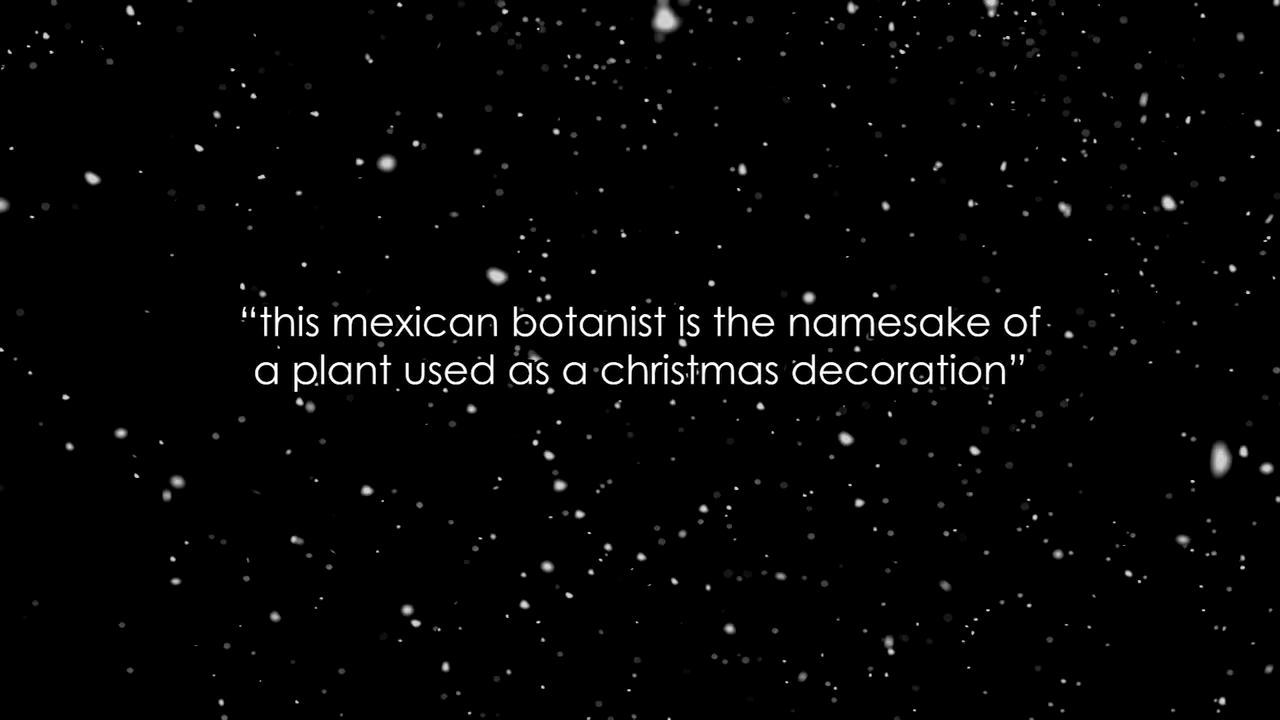 “this mexican botanist is the namesake of
a plant used as a christmas decoration”